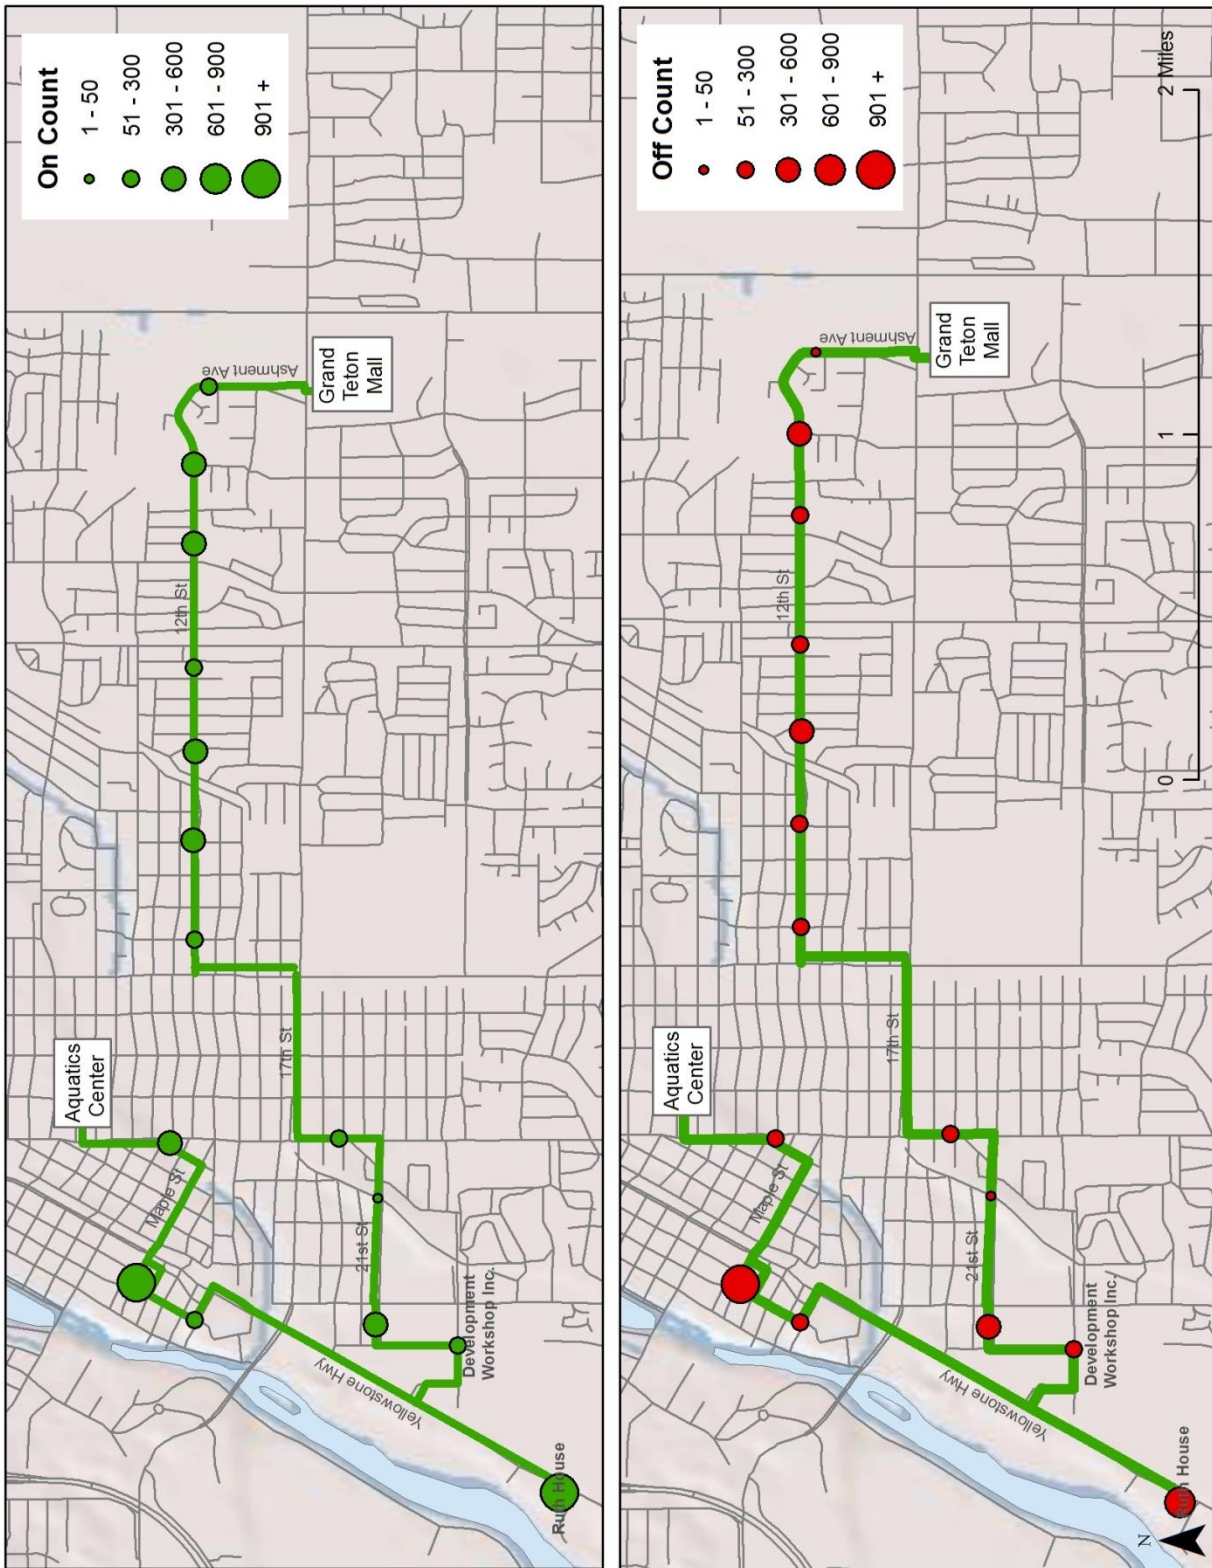 On Count
1 - 50
51 - 300
301 - 600
601 - 900
901 +
Aquatics
Center
Maple St
12th St
Ashment Ave
Grand
Teton
Mall
17th St
21st St
Development
Workshop Inc.
Yellowstone Hwy
Ruth House
Off Count
1 - 50
51 - 300
301 - 600
601 - 900
901 +
Aquatics
Center
Maple St
12th St
Ashment Ave
Grand
Teton
Mall
17th St
21st St
Development
Workshop Inc.
Yellowstone Hwy
Ruth House
N
0
1
2 Miles